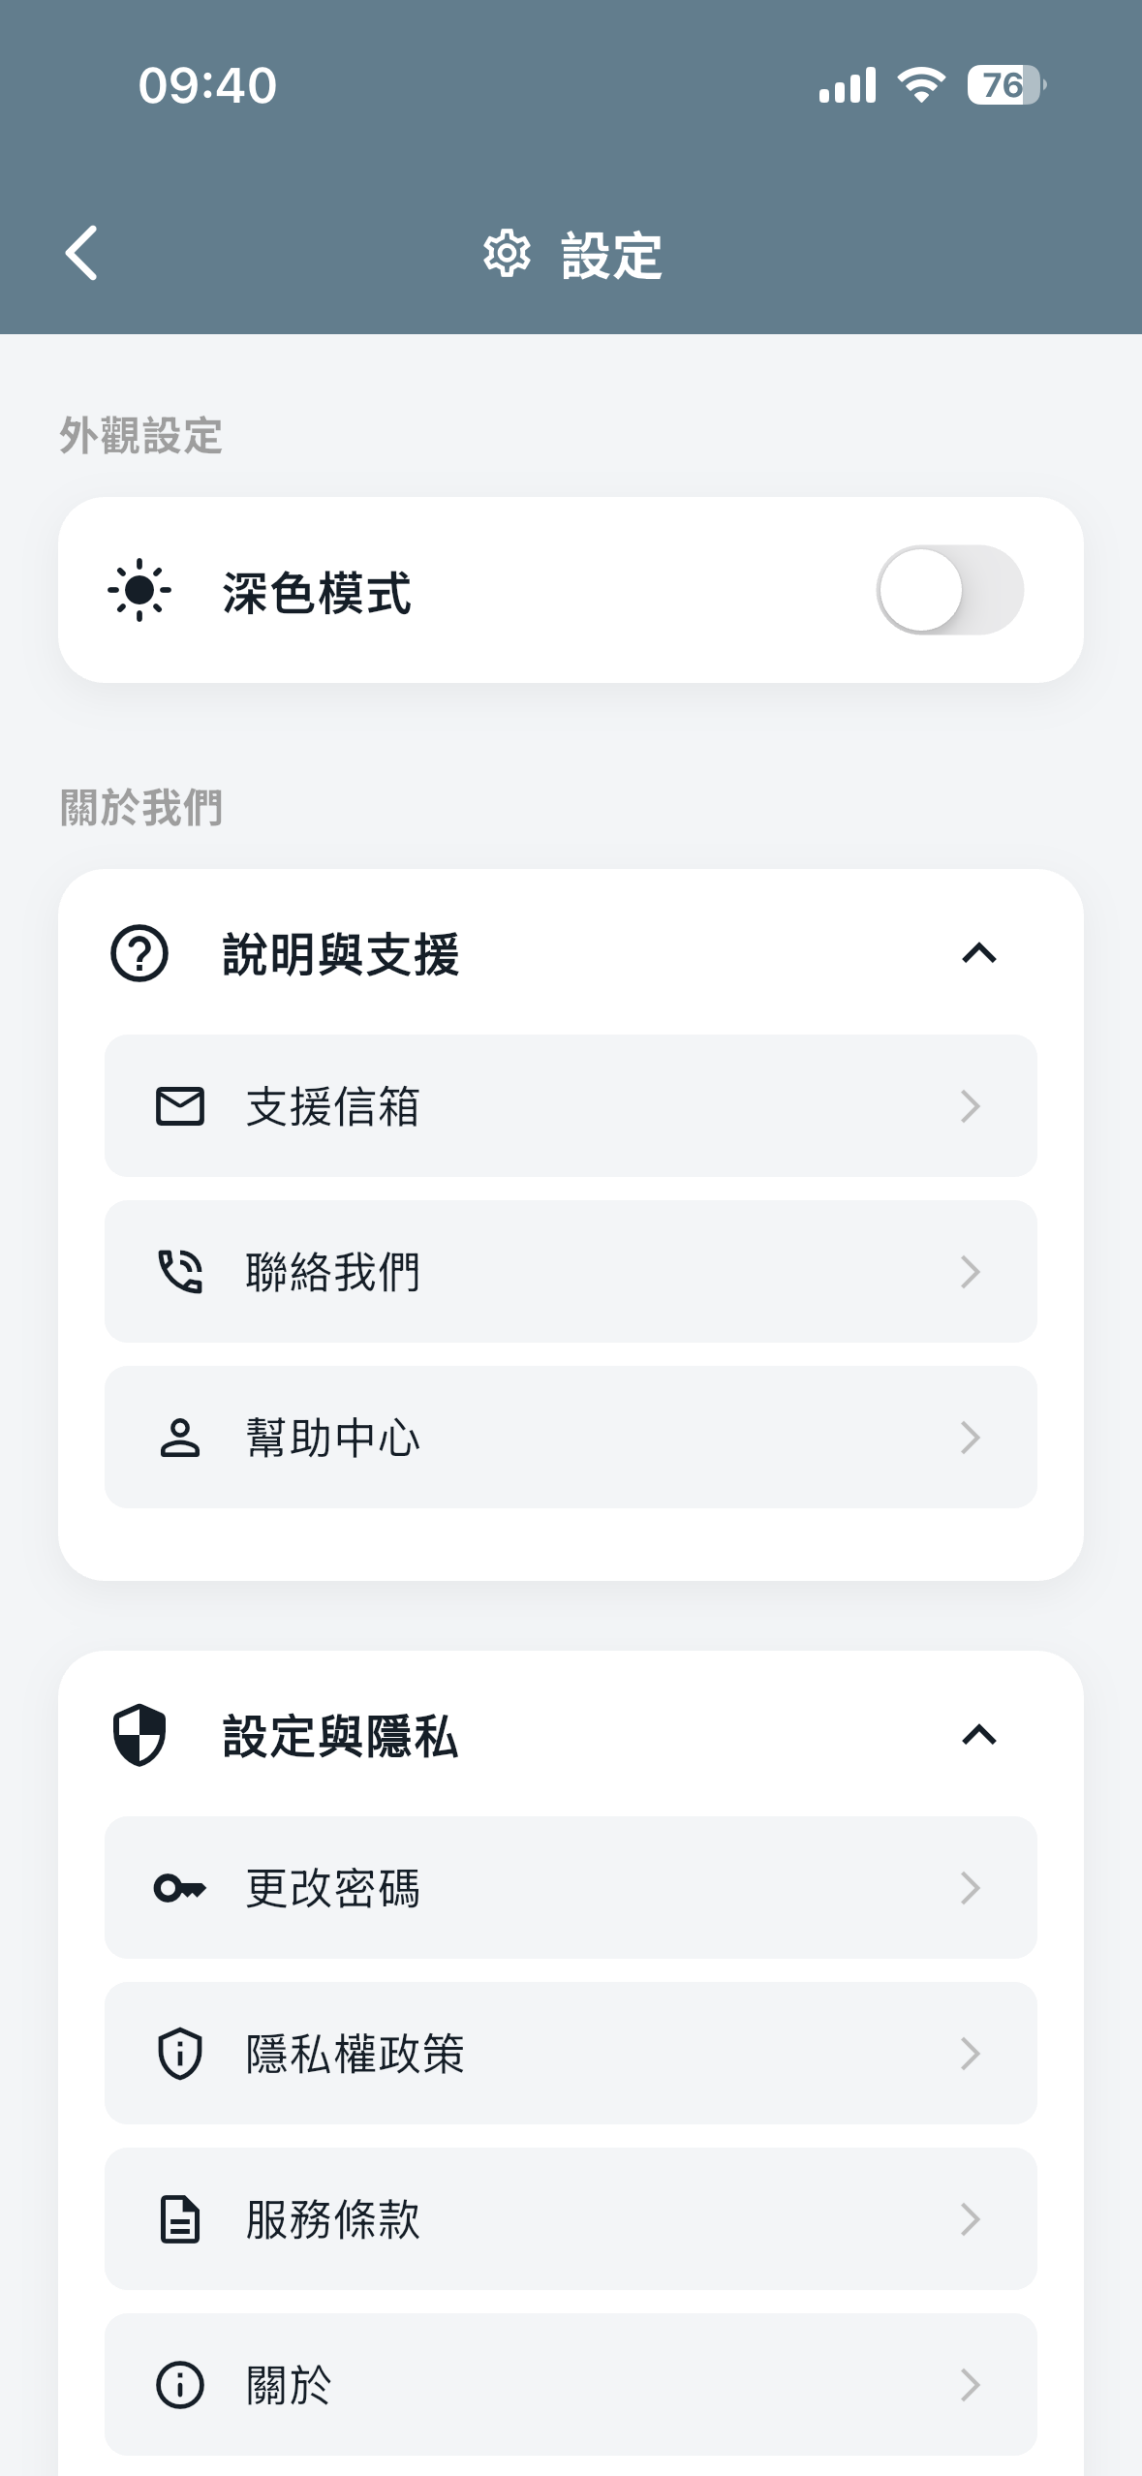 09:40
76
設定
外觀設定
深色模式
關於我們
說明與支援
支援信箱
聯絡我們
幫助中心
設定與隱私
更改密碼
隱私權政策
服務條款
關於